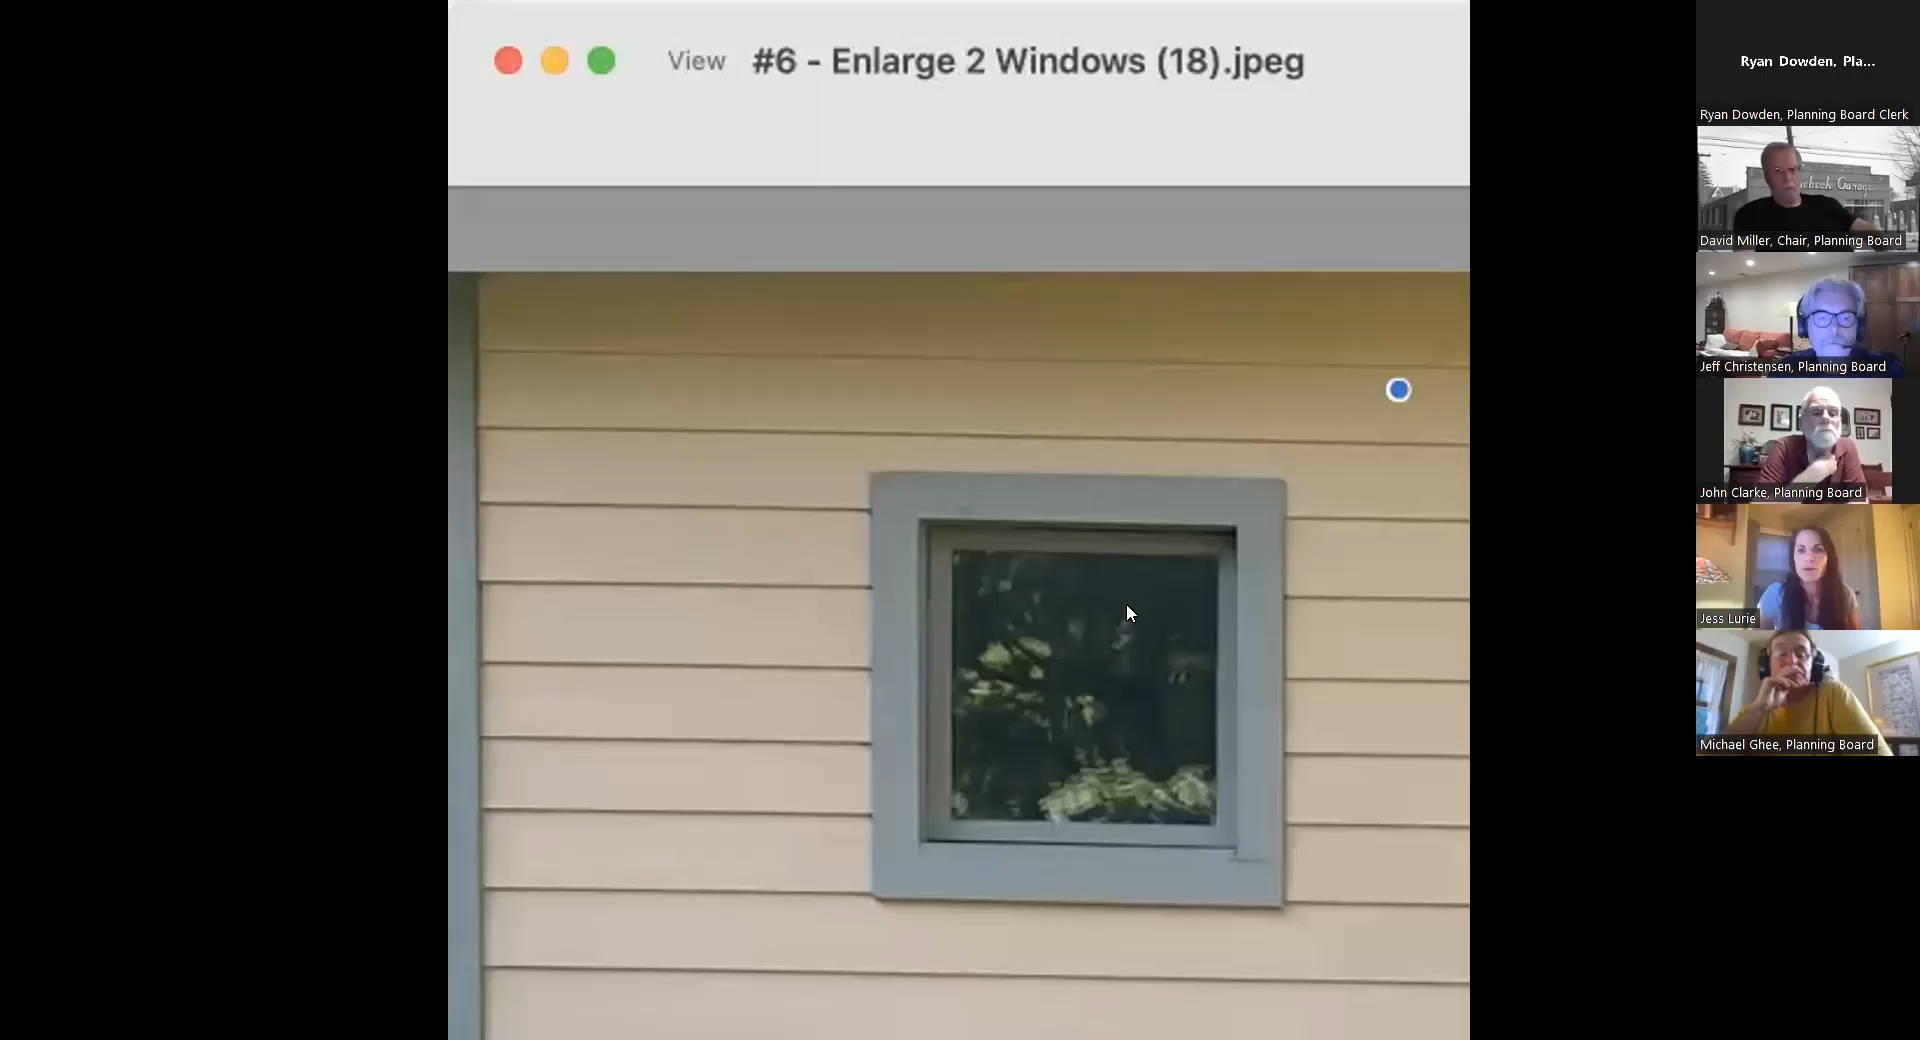 View #6 - Enlarge 2 Windows (18).jpeg
Ryan Dowden, Pla...
Ryan Dowden, Planning Board Clerk
Garage
David Miller, Chair, Planning Board
Jeff Christensen, Planning Board
John Clarke, Planning Board
Jess Lurie
Michael Ghee, Planning Board